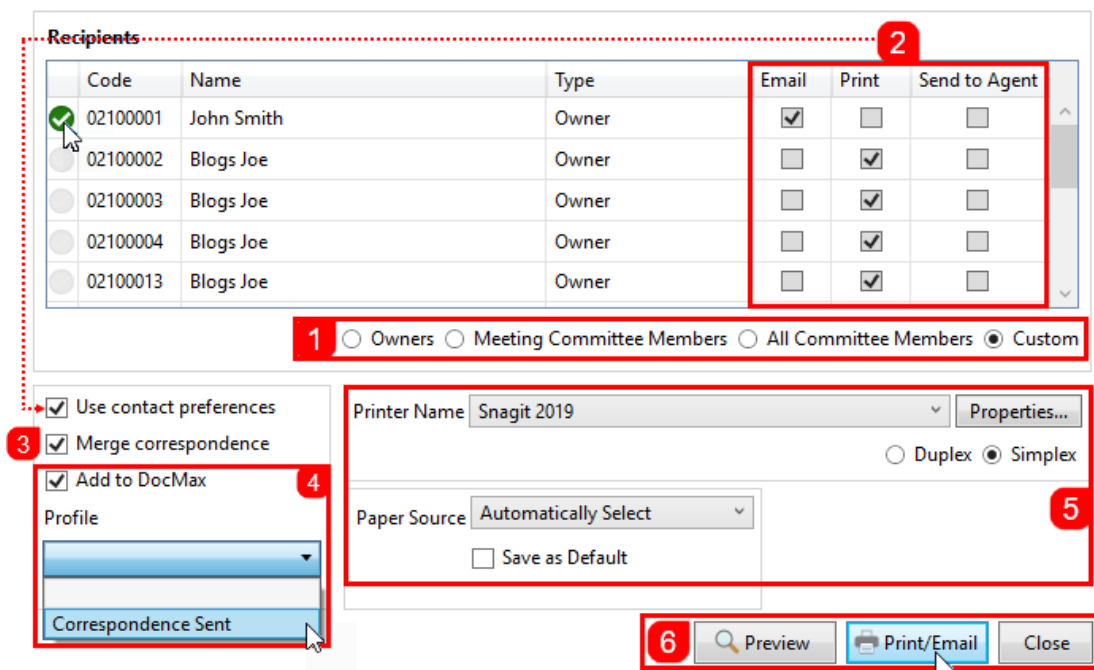 Recipients
2
Code Name Type Email Print Send to Agent
02100001 John Smith Owner
02100002 Blogs Joe Owner
02100003 Blogs Joe Owner
02100004 Blogs Joe Owner
02100013 Blogs Joe Owner
1 Owners Meeting Committee Members All Committee Members Custom
Use contact preferences
Printer Name Snagit 2019 Properties...
3 Merge correspondence
Duplex Simplex
Add to DocMax 4
Profile
Paper Source Automatically Select
5
Save as Default
Correspondence Sent
6 Preview Print/Email Close